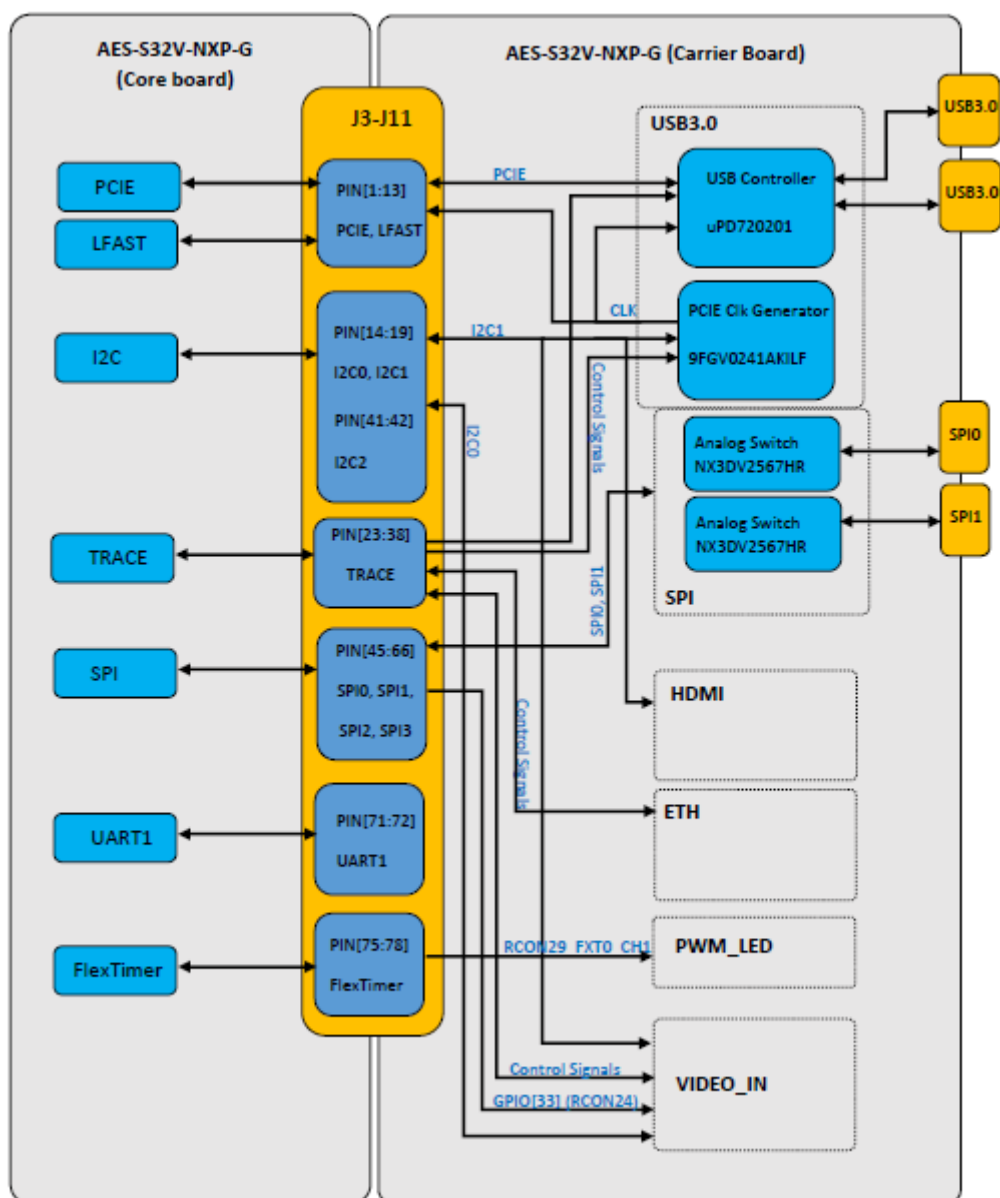 AES-S32V-NXP-G
(Core board)
AES-S32V-NXP-G (Carrier Board)
J3-J11
PCIE
LFAST
I2C
TRACE
SPI
UART1
FlexTimer
PIN[1:13]
PCIE, LFAST
PIN[14:19]
I2C0, I2C1
PIN[41:42]
I2C2
PIN[23:38]
TRACE
PIN[45:66]
SPI0, SPI1,
SPI2, SPI3
PIN[71:72]
UART1
PIN[75:78]
FlexTimer
PCIE
CLK
I2C1
I2C0
Control Signals
SPI0, SPI1
Control Signals
RCON29_FXT0_CH1
Control Signals
GPIO[33] (RCON24)
USB3.0
USB Controller
uPD720201
PCIE Clk Generator
9FGV0241AKILF
Analog Switch
NX3DV2567HR
Analog Switch
NX3DV2567HR
SPI
HDMI
ETH
PWM_LED
VIDEO_IN
USB3.0
USB3.0
SPI0
SPI1